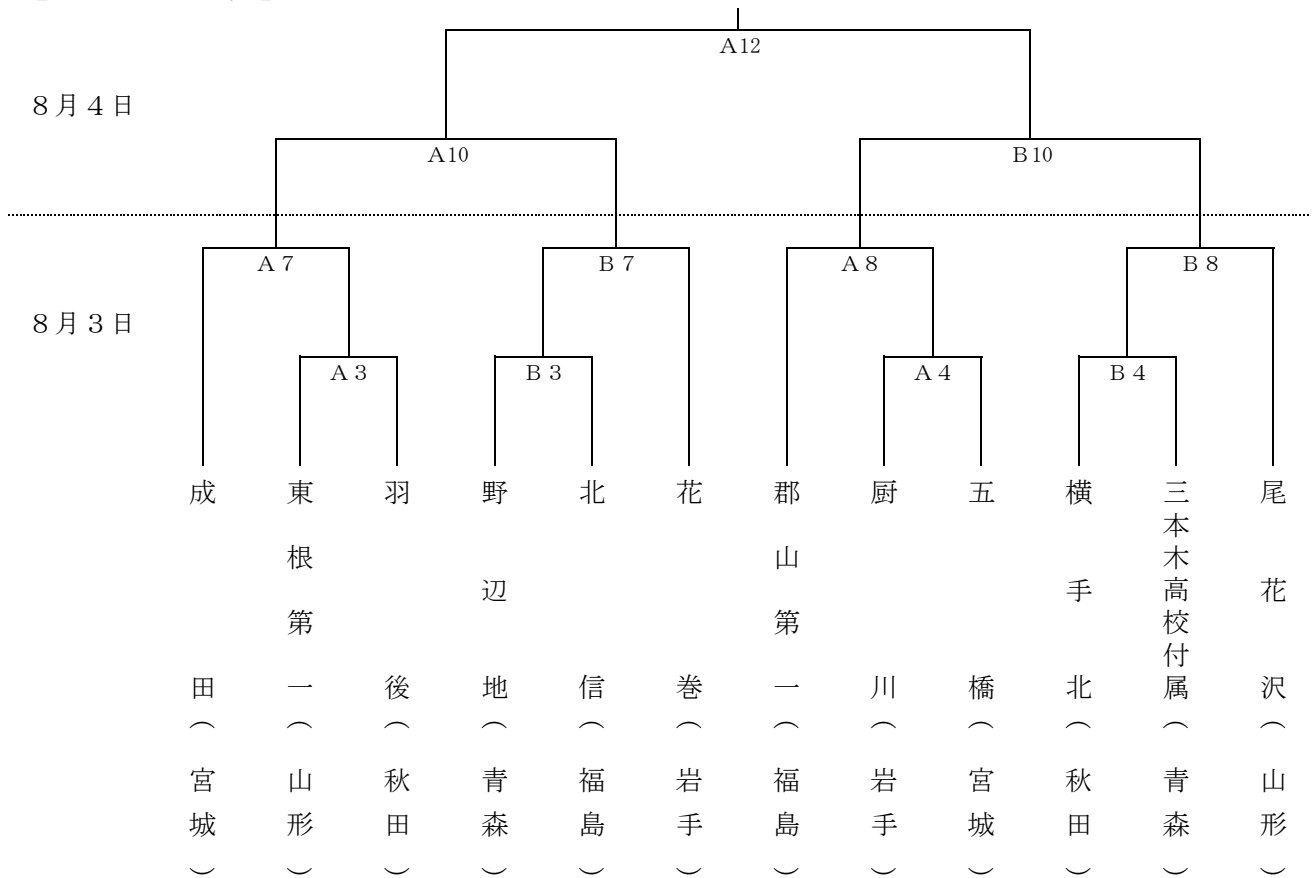 A12
８月４日
A10
B10
A７
B７
A８
B８
８月３日
A３
B３
A４
B４
成田（宮城）
東根第一（山形）
羽後（秋田）
野辺地（青森）
北信（福島）
花巻（岩手）
郡山第一（福島）
厨川（岩手）
五橋（宮城）
横手北（秋田）
三本木高校付属（青森）
尾花沢（山形）